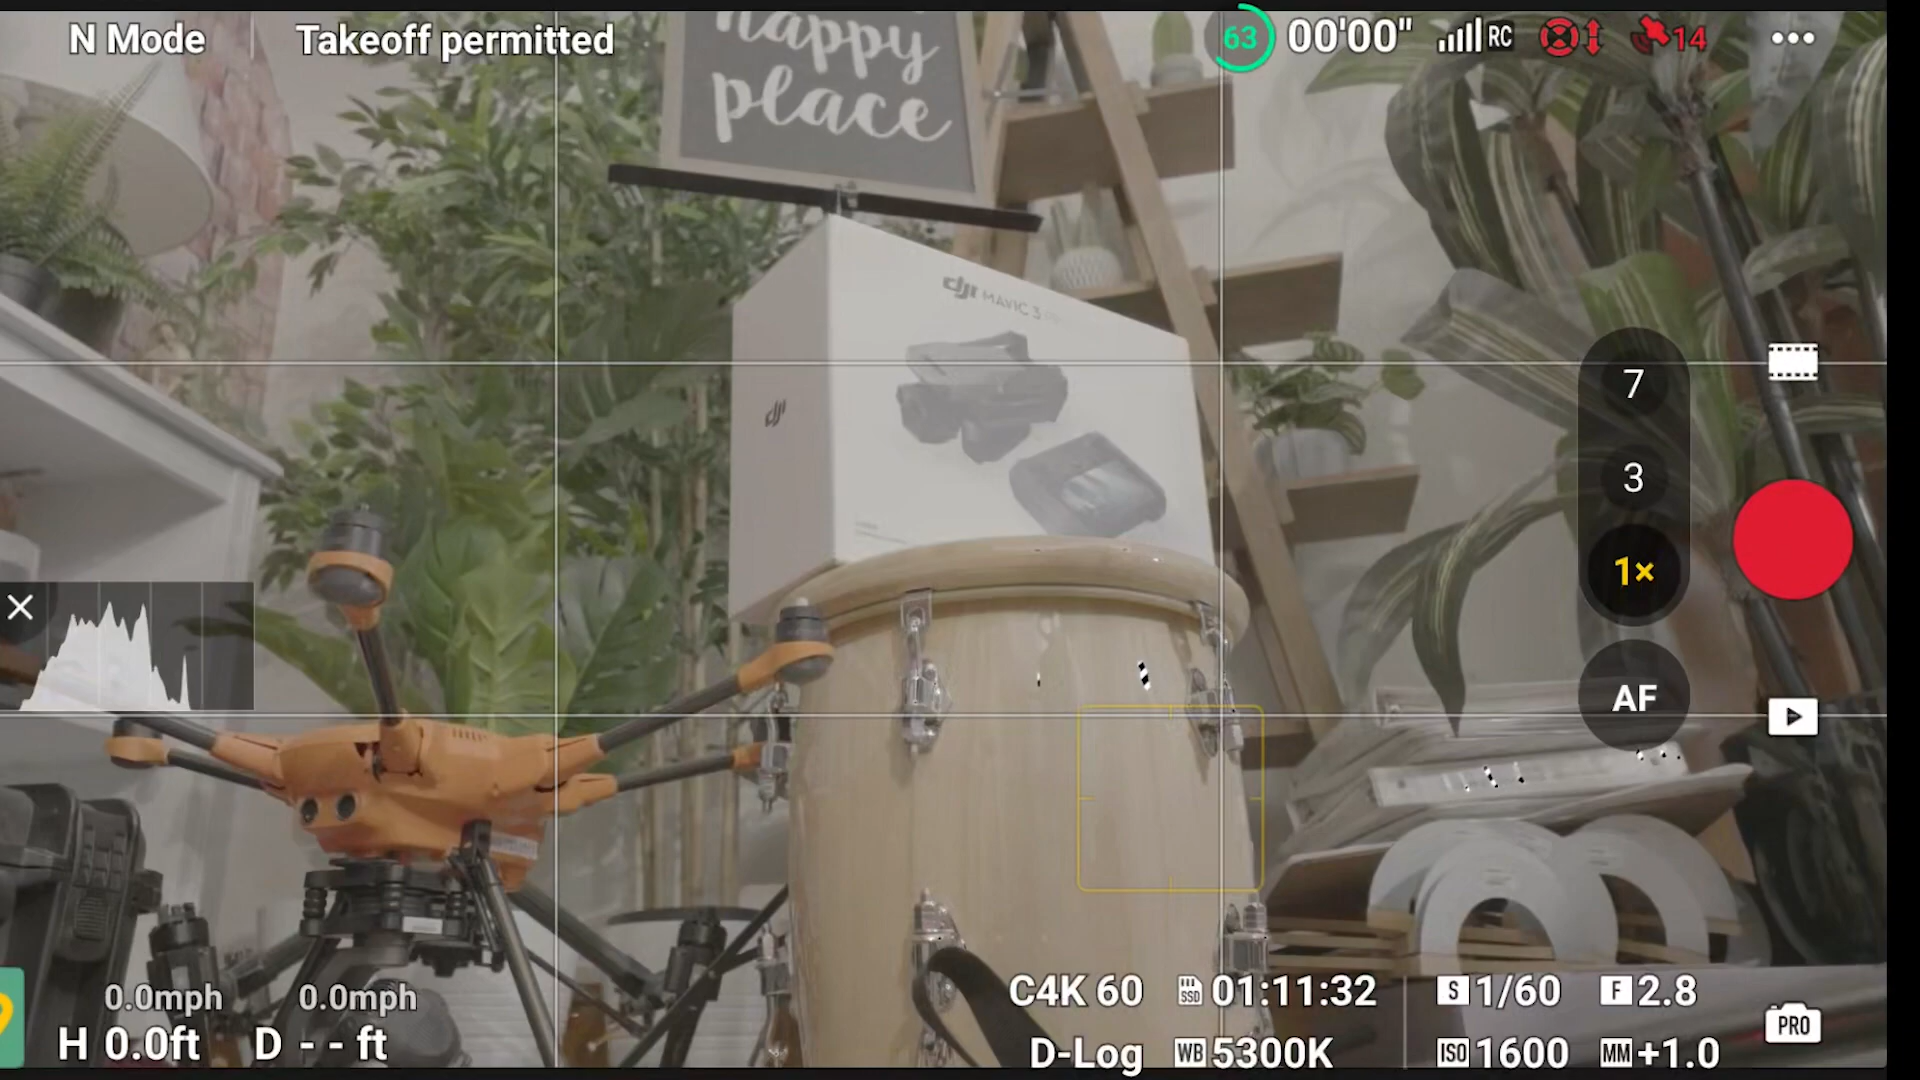 N Mode
Takeoff permitted
63
00'00"
RC
14
happy
place
dji MAVIC 3
dji
7
3
1×
AF
0.0mph
0.0mph
H 0.0ft
D - - ft
C4K 60
SSD 01:11:32
S 1/60
F 2.8
D-Log
WB 5300K
ISO 1600
MM +1.0
PRO